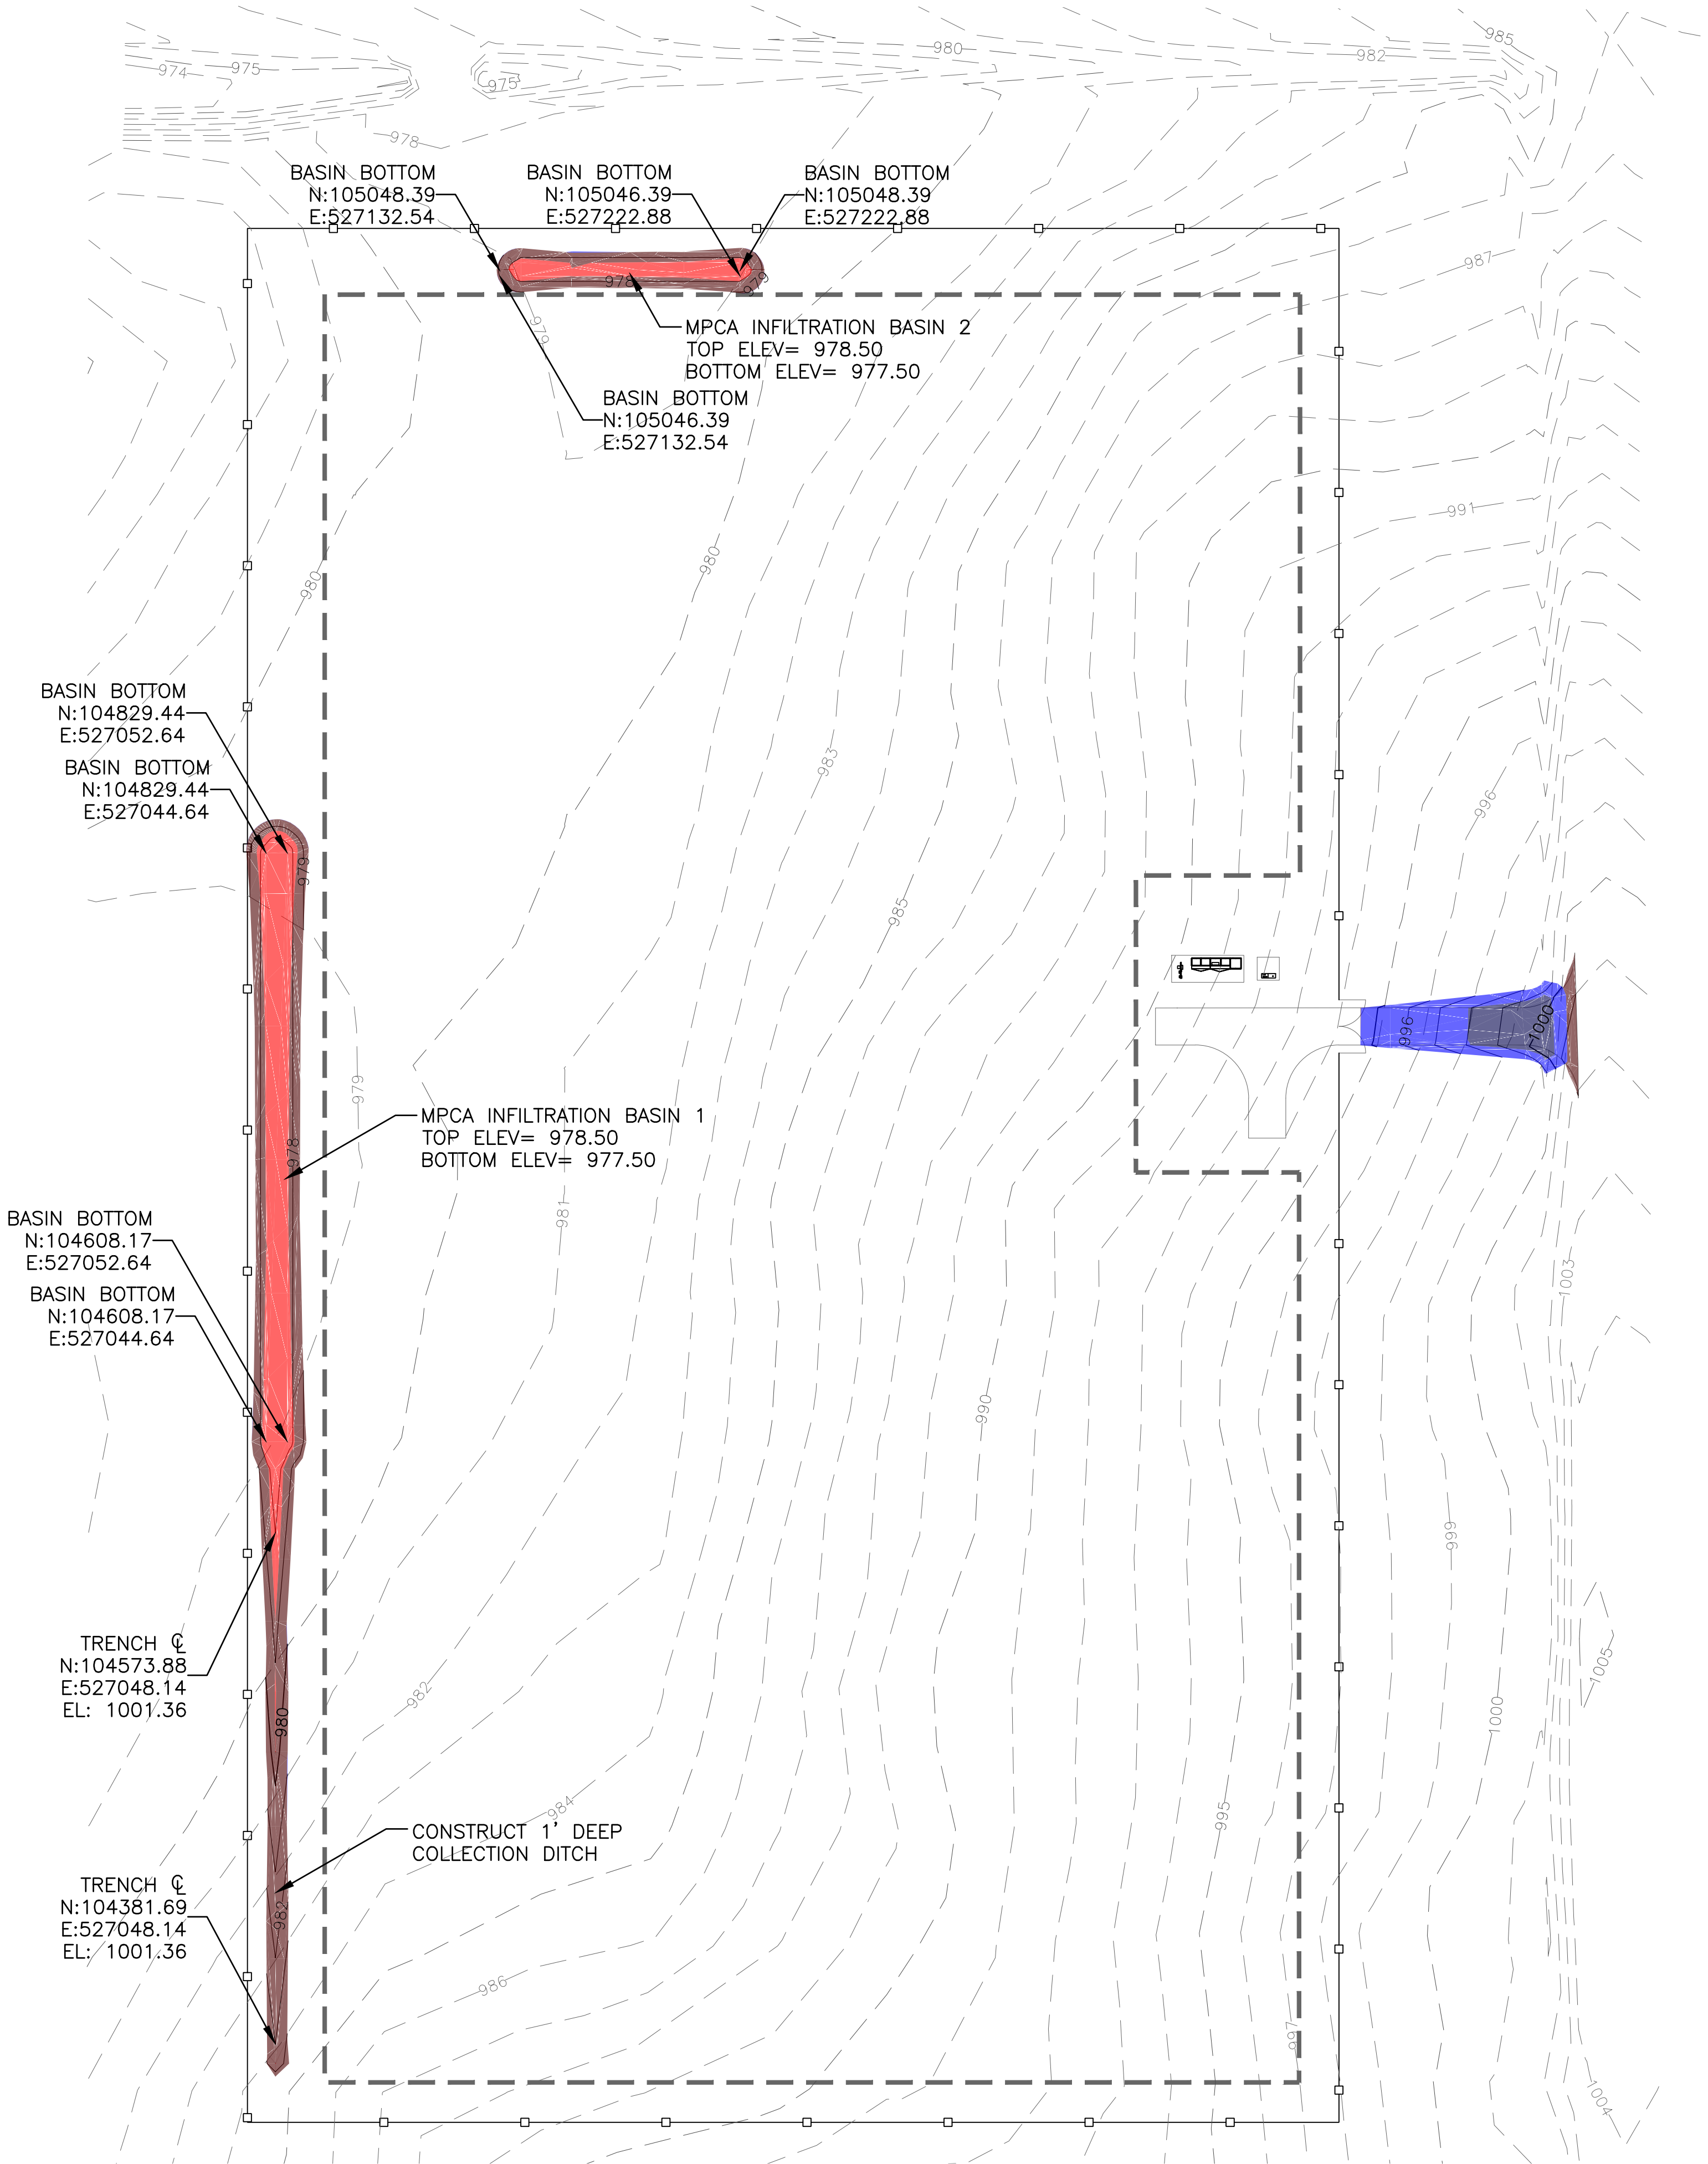 985
980
982
974
975
975
978
BASIN BOTTOM
N:105048.39
E:527132.54
BASIN BOTTOM
N:105046.39
E:527222.88
BASIN BOTTOM
N:105048.39
E:527222.88
987
978
979
979
MPCA INFILTRATION BASIN 2
TOP ELEV= 978.50
BOTTOM ELEV= 977.50
BASIN BOTTOM
N:105046.39
E:527132.54
991
980
980
BASIN BOTTOM
N:104829.44
E:527052.64
BASIN BOTTOM
N:104829.44
E:527044.64
983
996
979
985
996
1000
979
MPCA INFILTRATION BASIN 1
TOP ELEV= 978.50
BOTTOM ELEV= 977.50
978
981
BASIN BOTTOM
N:104608.17
E:527052.64
BASIN BOTTOM
N:104608.17
E:527044.64
1003
990
999
TRENCH ℄
N:104573.88
E:527048.14
EL: 1001.36
982
1005
980
1000
984
995
CONSTRUCT 1' DEEP
COLLECTION DITCH
TRENCH ℄
N:104381.69
E:527048.14
EL: 1001.36
982
986
997
1004